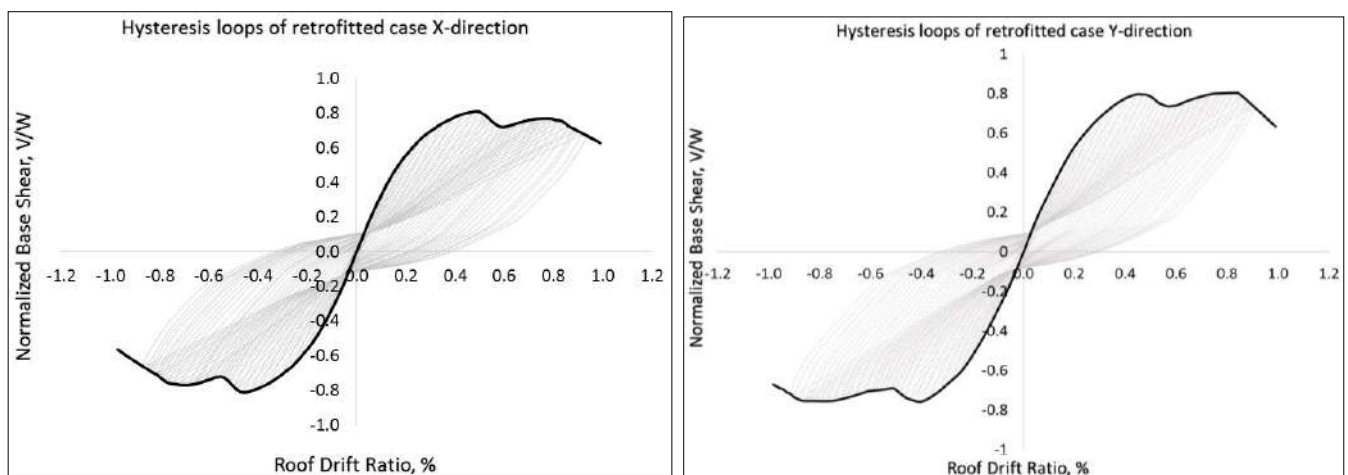 Hysteresis loops of retrofitted case X-direction
Normalized Base Shear, V/W
1.0
0.8
0.6
0.4
0.2
0.0
-0.2
-0.4
-0.6
-0.8
-1.0
-1.2 -1.0 -0.8 -0.6 -0.4 -0.2 0.0 0.2 0.4 0.6 0.8 1.0 1.2
Roof Drift Ratio, %
Hysteresis loops of retrofitted case Y-direction
Normalized Base Shear, V/W
1
0.8
0.6
0.4
0.2
0
-0.2
-0.4
-0.6
-0.8
-1
-1.2 -1.0 -0.8 -0.6 -0.4 -0.2 0.0 0.2 0.4 0.6 0.8 1.0 1.2
Roof Drift Ratio, %